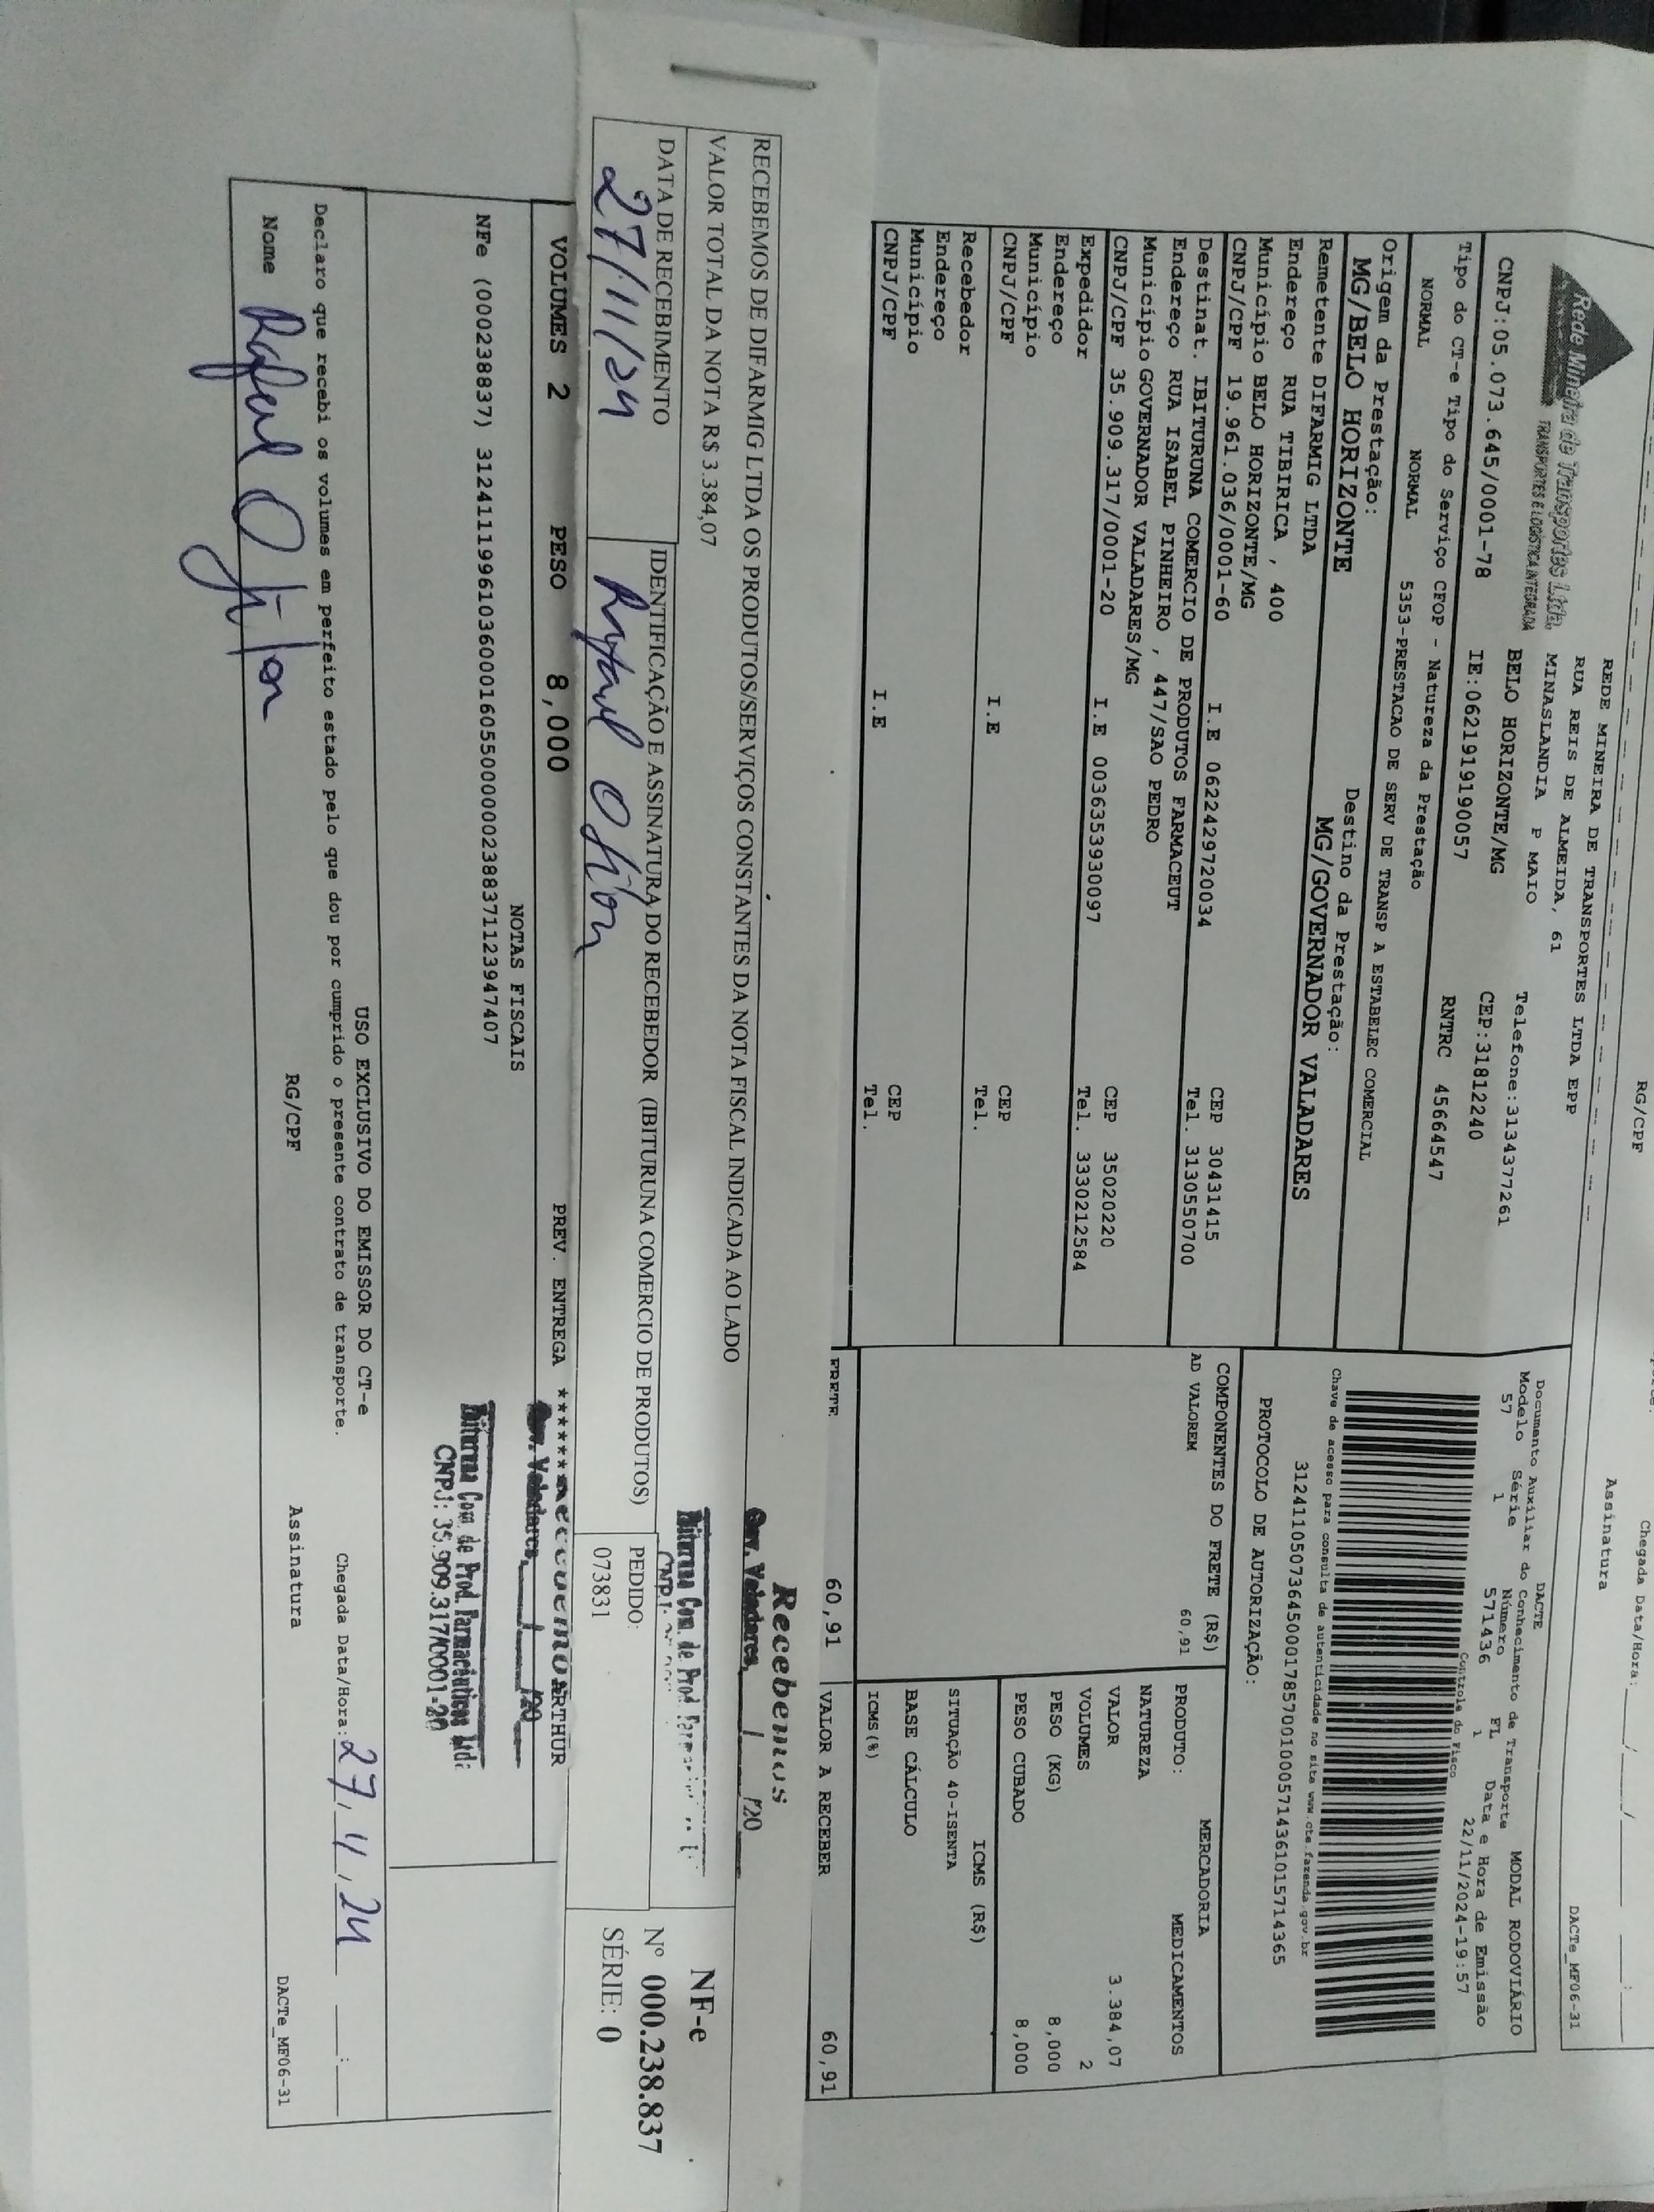 RG/CPF
Assinatura
Chegada Data/Hora:
DACTe_MF06-31
Rede Mineira de Transportes Ltda.
TRANSPORTES E LOGÍSTICA INTEGRADA
REDE MINEIRA DE TRANSPORTES LTDA EPP
RUA REIS DE ALMEIDA, 61
MINASLANDIA P MAIO
BELO HORIZONTE/MG
Telefone:3134377261
CEP:31812240
CNPJ:05.073.645/0001-78
IE:0621919190057
RNTRC 45664547
DACTE
Documento Auxiliar do Conhecimento de Transporte
MODAL RODOVIÁRIO
Modelo Série Número FL Data e Hora de Emissão
57 1 571436 1 22/11/2024-19:57
Controle do Fisco
Tipo do CT-e Tipo do Serviço CFOP - Natureza da Prestação
NORMAL NORMAL 5353-PRESTACAO DE SERV DE TRANSP A ESTABELEC COMERCIAL
Chave de acesso para consulta de autenticidade no site www.cte.fazenda.gov.br
31241105073645000178570010005714361015714365
PROTOCOLO DE AUTORIZAÇÃO:
Origem da Prestação:
MG/BELO HORIZONTE
Destino da Prestação:
MG/GOVERNADOR VALADARES
Remetente DIFARMIG LTDA
Endereço RUA TIBIRICA , 400
Município BELO HORIZONTE/MG
CEP 30431415
CNPJ/CPF 19.961.036/0001-60 I.E 0622429720034 Tel. 3130550700
Destinat. IBITURUNA COMERCIO DE PRODUTOS FARMACEUT
Endereço RUA ISABEL PINHEIRO , 447/SAO PEDRO
Município GOVERNADOR VALADARES/MG
CEP 35020220
CNPJ/CPF 35.909.317/0001-20 I.E 0036353930097 Tel. 3330212584
Expedidor
Endereço
Município CEP
CNPJ/CPF I.E Tel.
Recebedor
Endereço
Município CEP
CNPJ/CPF I.E Tel.
COMPONENTES DO FRETE (R$)
AD VALOREM 60,91
MERCADORIA
PRODUTO: MEDICAMENTOS
NATUREZA
VALOR 3.384,07
VOLUMES 2
PESO (KG) 8,000
PESO CUBADO 8,000
ICMS (R$)
SITUAÇÃO 40-ISENTA
BASE CÁLCULO
ICMS(%)
FRETE 60,91
VALOR A RECEBER 60,91
RECEBEMOS DE DIFARMIG LTDA OS PRODUTOS/SERVIÇOS CONSTANTES DA NOTA FISCAL INDICADA AO LADO
VALOR TOTAL DA NOTA R$ 3.384,07
Recebemos
Gov. Valadares, / /20
Ibituruna Com. de Prod.
DATA DE RECEBIMENTO
27/11/24
IDENTIFICAÇÃO E ASSINATURA DO RECEBEDOR (IBITURUNA COMERCIO DE PRODUTOS)
Rafael
PEDIDO:
073831
NF-e
Nº 000.238.837
SÉRIE: 0
VOLUMES 2 PESO 8,000 PREV. ENTREGA
ARTHUR
NOTAS FISCAIS
NFe (000238837) 31241119961036000160550000002388371123947407
Gov. Valadares, / /20
Ibituruna Com. de Prod. Farmacêuticos Ltda
CNPJ: 35.909.317/0001-20
USO EXCLUSIVO DO EMISSOR DO CT-e
Declaro que recebi os volumes em perfeito estado pelo que dou por cumprido o presente contrato de transporte.
Chegada Data/Hora: 27, 11, 24
Nome Rafael
RG/CPF
Assinatura
DACTe_MF06-31